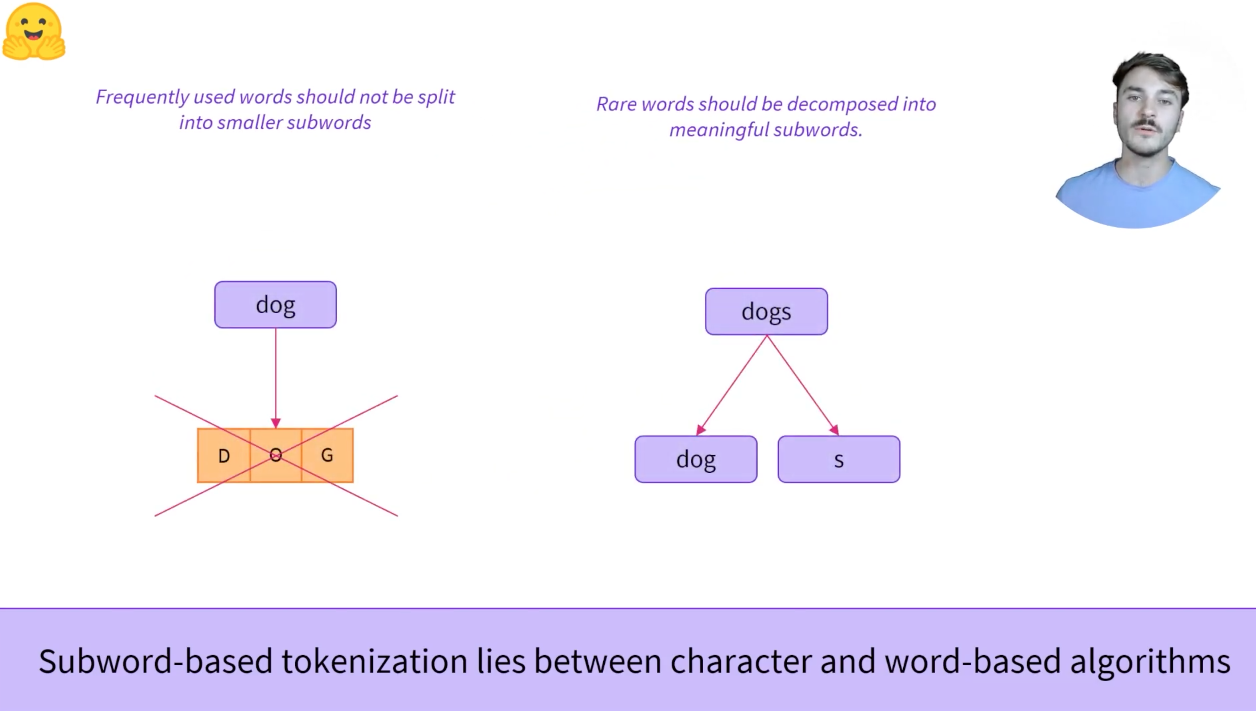 Frequently used words should not be split
into smaller subwords
Rare words should be decomposed into
meaningful subwords.
dog
D O G
dogs
dog
s
Subword-based tokenization lies between character and word-based algorithms